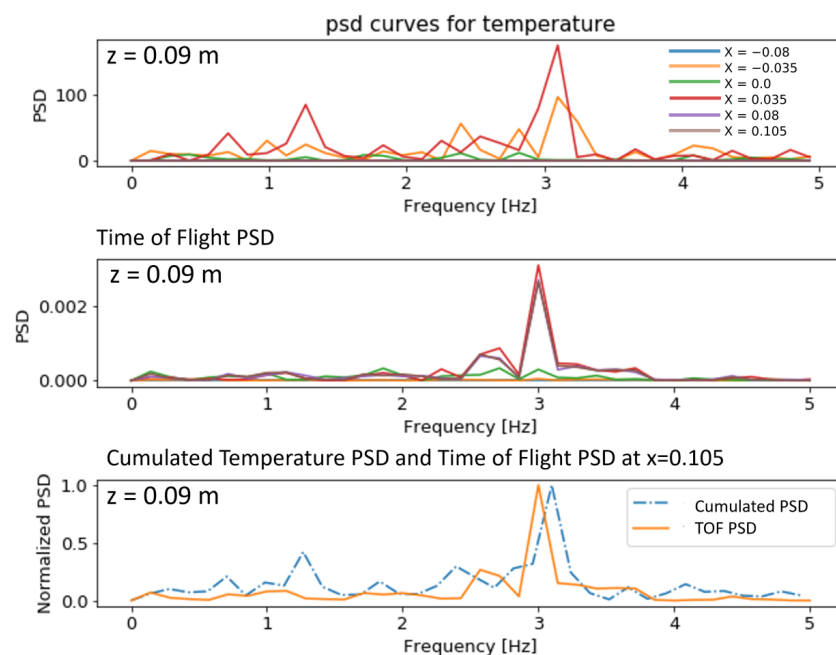 psd curves for temperature
z = 0.09 m
X = −0.08
X = −0.035
X = 0.0
X = 0.035
X = 0.08
X = 0.105
PSD
100
0
0 1 2 3 4 5
Frequency [Hz]
Time of Flight PSD
z = 0.09 m
PSD
0.002
0.000
0 1 2 3 4 5
Frequency [Hz]
Cumulated Temperature PSD and Time of Flight PSD at x=0.105
z = 0.09 m
Cumulated PSD
TOF PSD
Normalized PSD
1.0
0.5
0.0
0 1 2 3 4 5
Frequency [Hz]